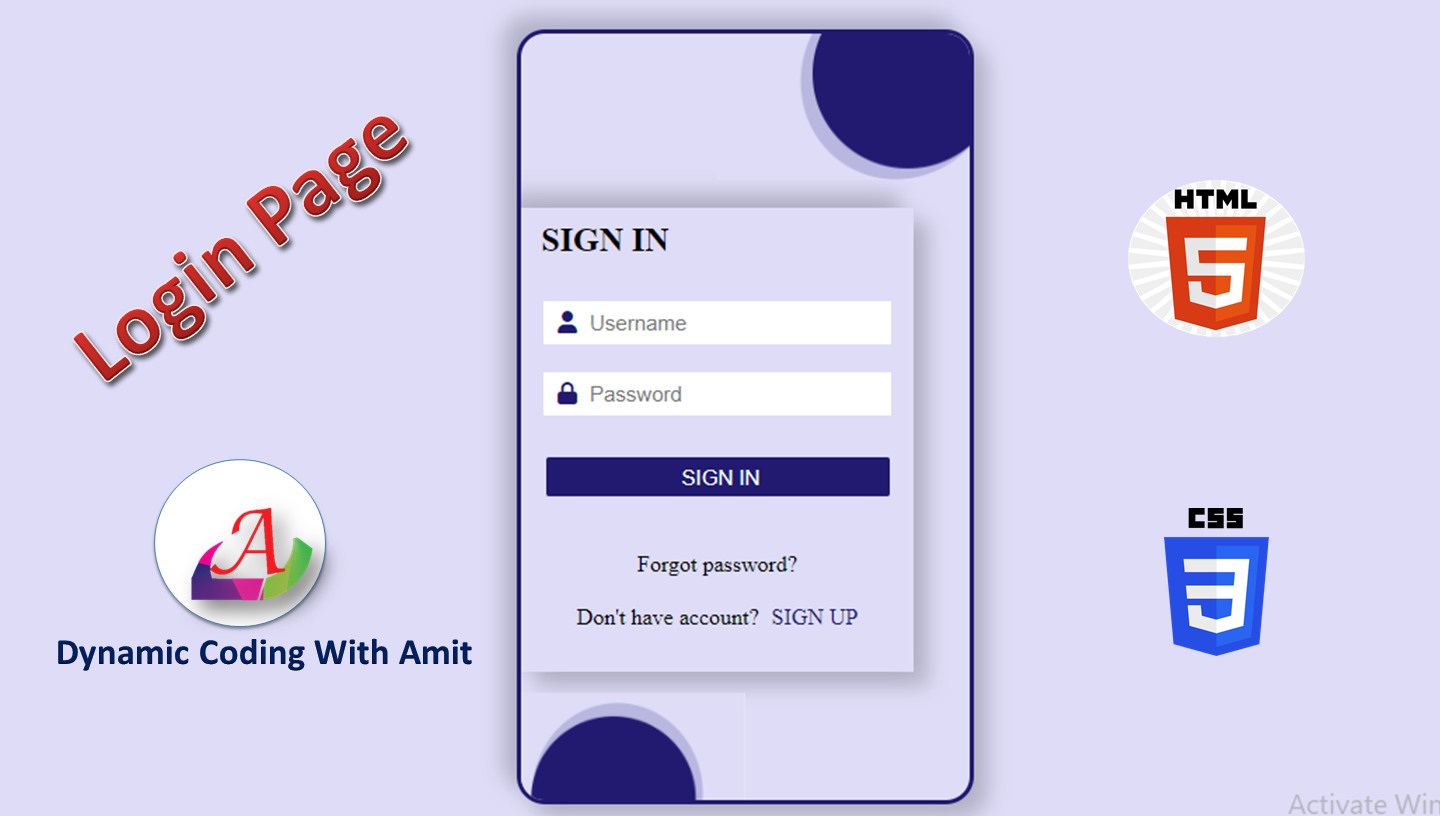 Login Page
Dynamic Coding With Amit
A
SIGN IN
Username
Password
SIGN IN
Forgot password?
Don't have account? SIGN UP
HTML
5
CSS
3
Activate Win